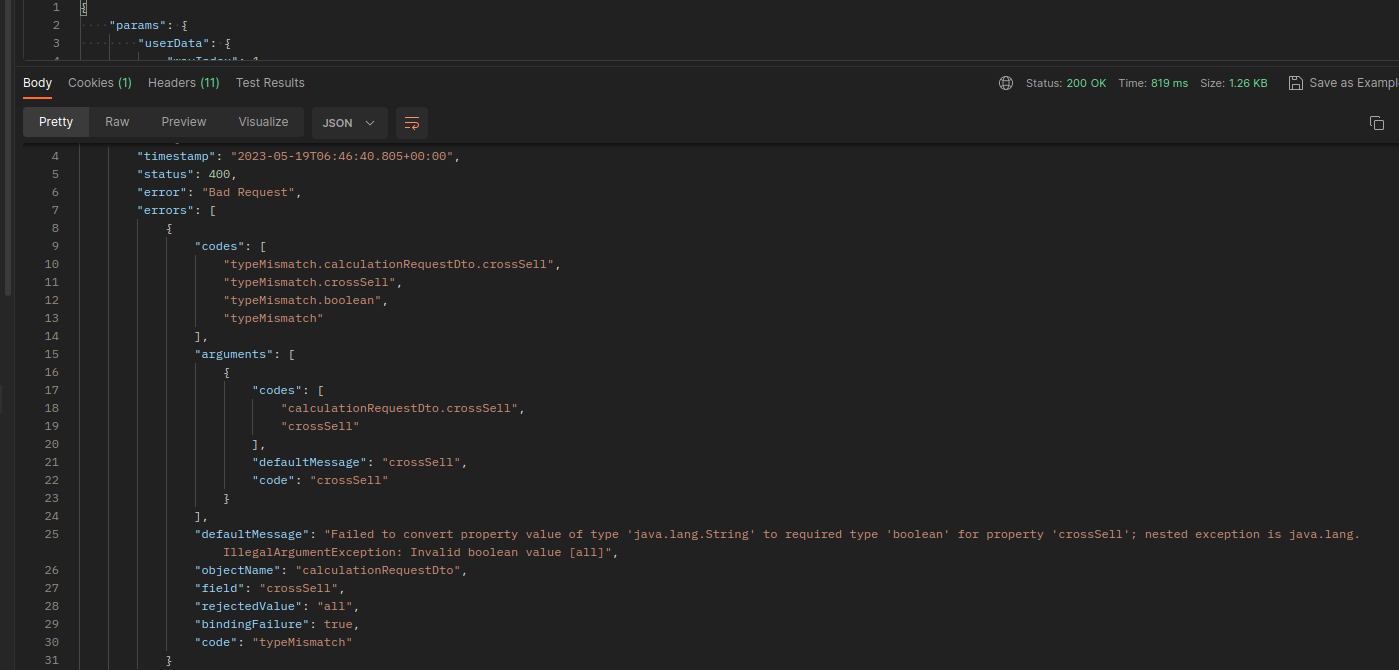 1 {
2 "params": {
3 "userData": {
Body Cookies (1) Headers (11) Test Results Status: 200 OK Time: 819 ms Size: 1.26 KB Save as Exampl
Pretty Raw Preview Visualize JSON
4 "timestamp": "2023-05-19T06:46:40.805+00:00",
5 "status": 400,
6 "error": "Bad Request",
7 "errors": [
8 {
9 "codes": [
10 "typeMismatch.calculationRequestDto.crossSell",
11 "typeMismatch.crossSell",
12 "typeMismatch.boolean",
13 "typeMismatch"
14 ],
15 "arguments": [
16 {
17 "codes": [
18 "calculationRequestDto.crossSell",
19 "crossSell"
20 ],
21 "defaultMessage": "crossSell",
22 "code": "crossSell"
23 }
24 ],
25 "defaultMessage": "Failed to convert property value of type 'java.lang.String' to required type 'boolean' for property 'crossSell'; nested exception is java.lang.
IllegalArgumentException: Invalid boolean value [all]",
26 "objectName": "calculationRequestDto",
27 "field": "crossSell",
28 "rejectedValue": "all",
29 "bindingFailure": true,
30 "code": "typeMismatch"
31 }